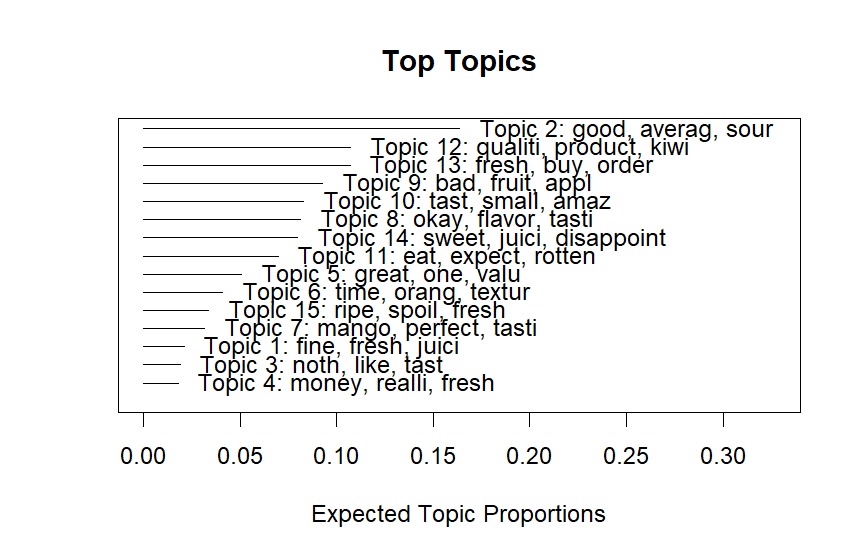 Top Topics
Topic 2: good, averag, sour
Topic 12: qualiti, product, kiwi
Topic 13: fresh, buy, order
Topic 9: bad, fruit, appl
Topic 10: tast, small, amaz
Topic 8: okay, flavor, tasti
Topic 14: sweet, juici, disappoint
Topic 11: eat, expect, rotten
Topic 5: great, one, valu
Topic 6: time, orang, textur
Topic 15: ripe, spoil, fresh
Topic 7: mango, perfect, tasti
Topic 1: fine, fresh, juici
Topic 3: noth, like, tast
Topic 4: money, realli, fresh
0.00 0.05 0.10 0.15 0.20 0.25 0.30
Expected Topic Proportions